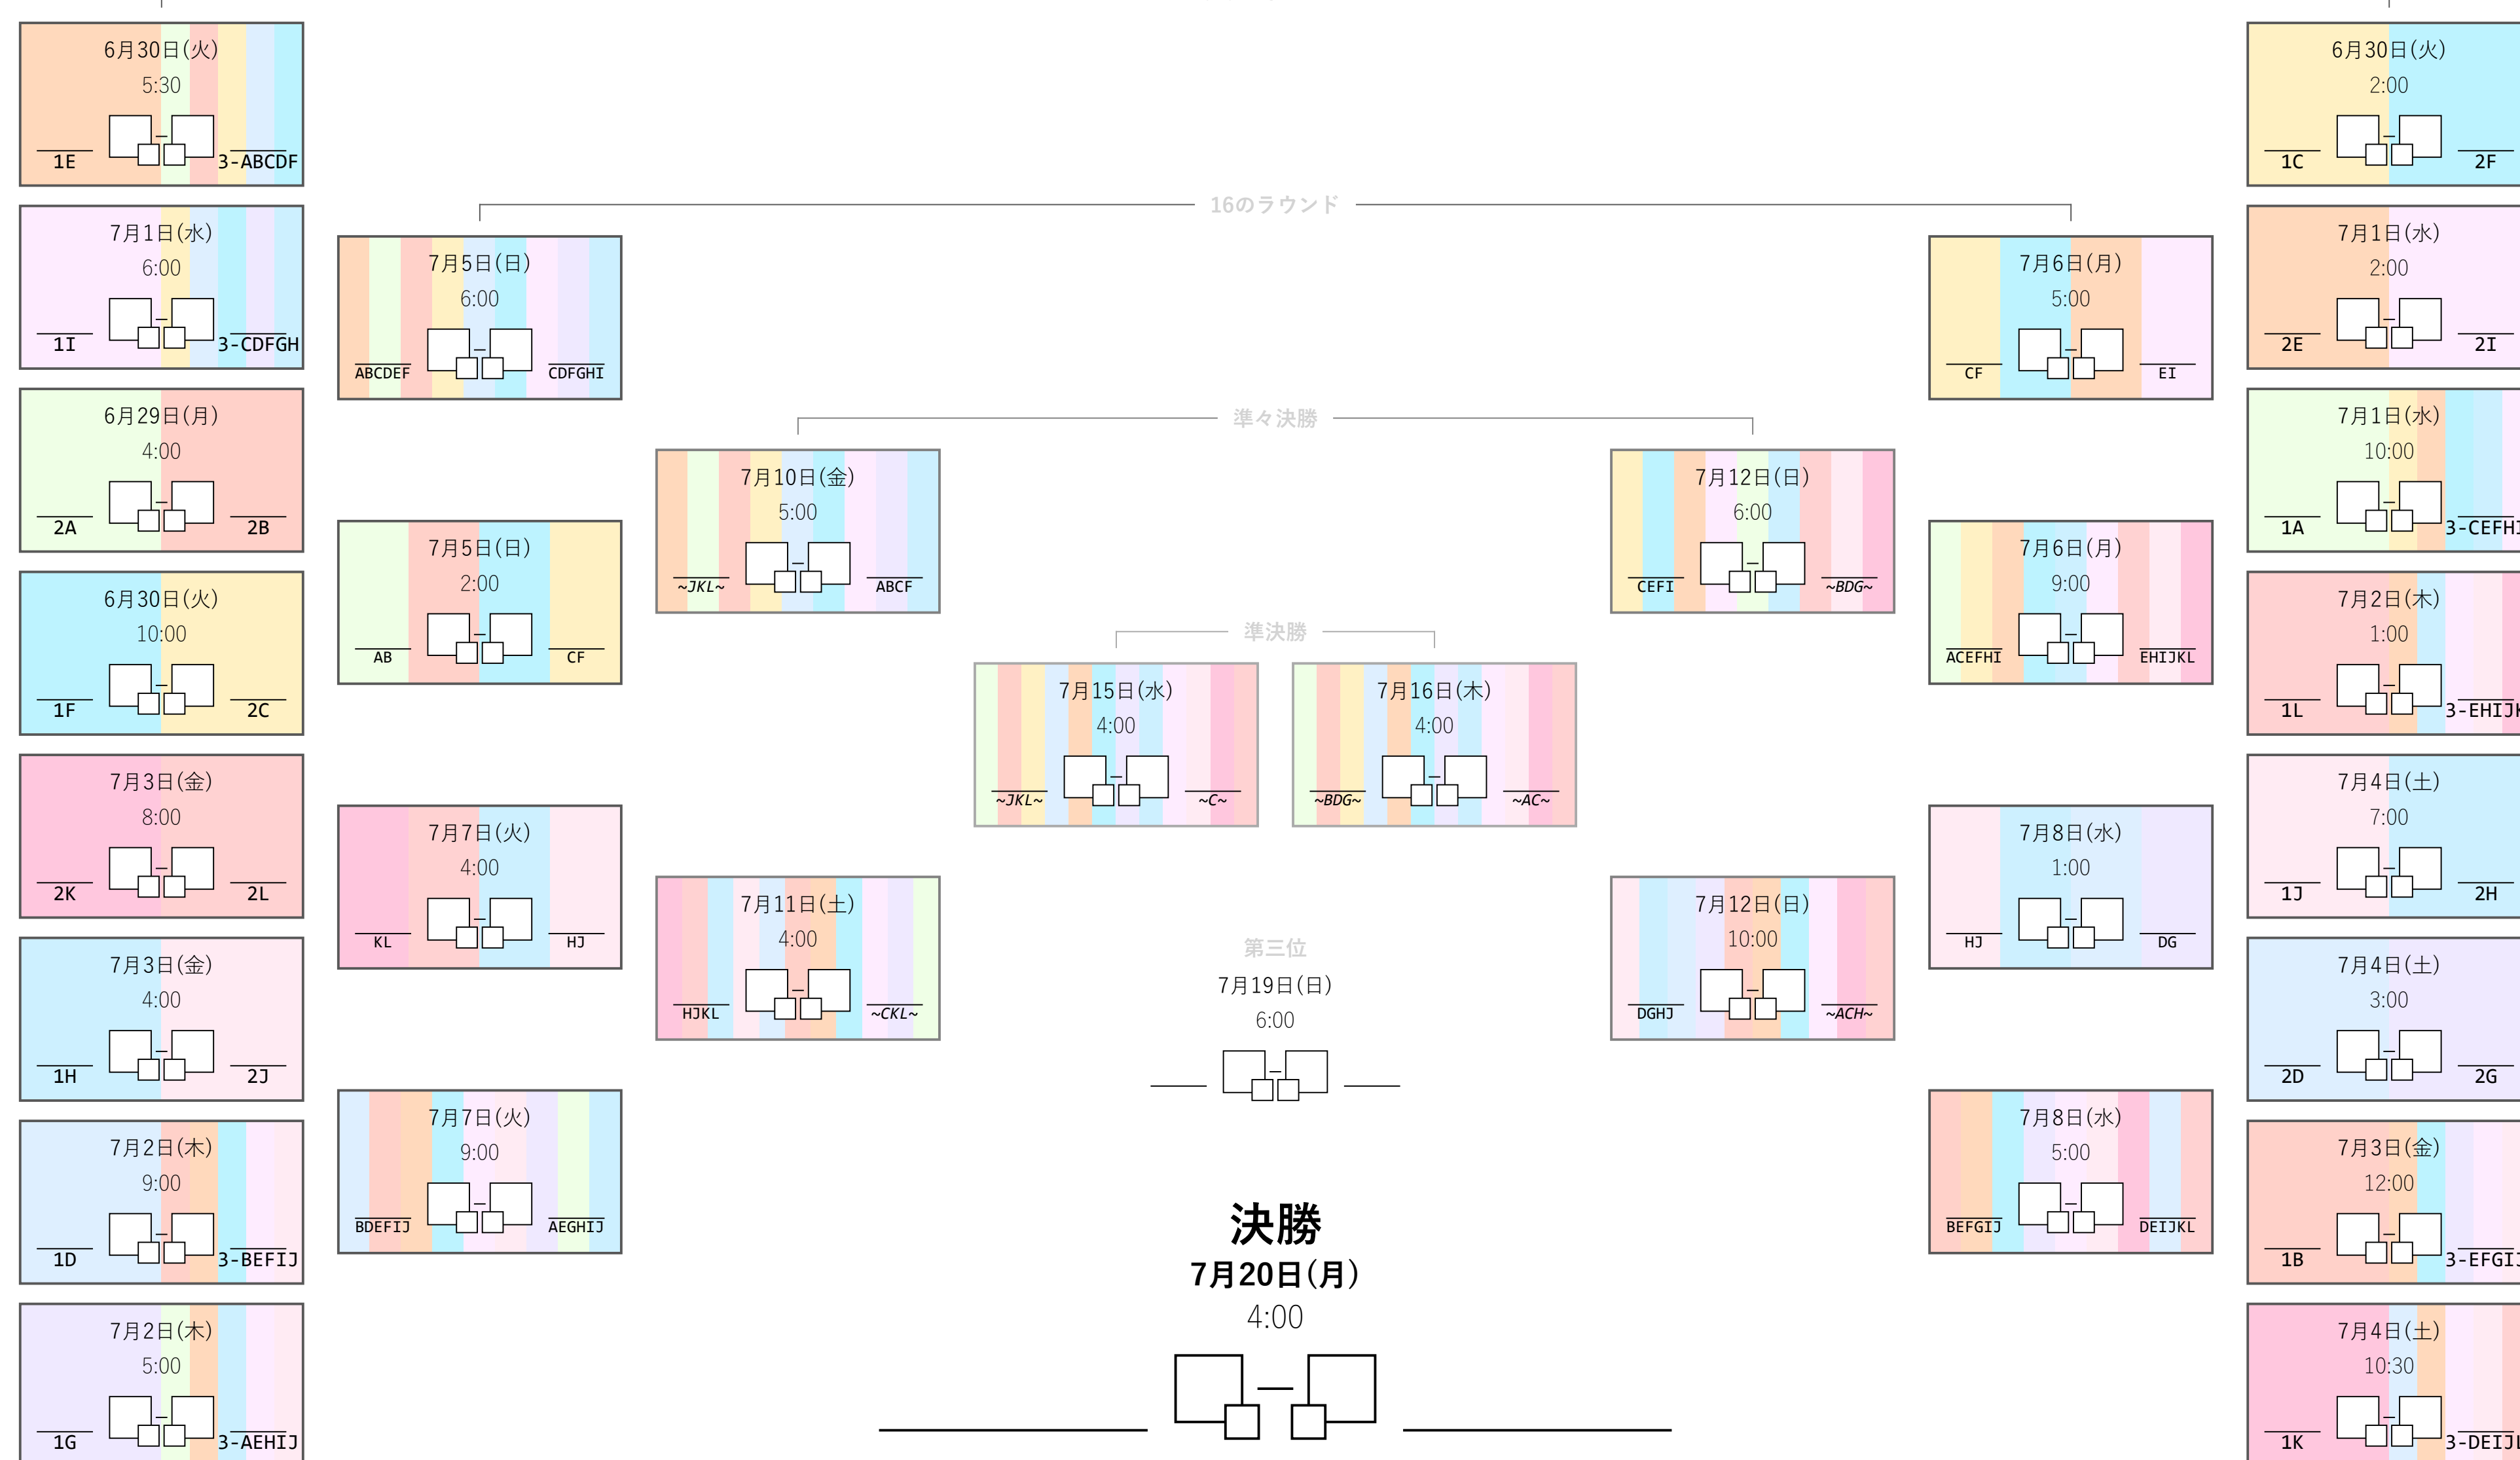 6月30日(火)
5:30
1E
3-ABCDF
7月1日(水)
6:00
1I
3-CDFGH
6月29日(月)
4:00
2A
2B
6月30日(火)
10:00
1F
2C
7月3日(金)
8:00
2K
2L
7月3日(金)
4:00
1H
2J
7月2日(木)
9:00
1D
3-BEFIJ
7月2日(木)
5:00
1G
3-AEHIJ
16のラウンド
7月5日(日)
6:00
ABCDEF
CDFGHI
7月5日(日)
2:00
AB
CF
7月7日(火)
4:00
KL
HJ
7月7日(火)
9:00
BDEFIJ
AEGHIJ
準々決勝
7月10日(金)
5:00
~JKL~
ABCF
7月11日(土)
4:00
HJKL
~CKL~
準決勝
7月15日(水)
4:00
~JKL~
~C~
7月16日(木)
4:00
~BDG~
~AC~
第三位
7月19日(日)
6:00
決勝
7月20日(月)
4:00
7月12日(日)
6:00
CEFI
~BDG~
7月12日(日)
10:00
DGHJ
~ACH~
7月6日(月)
5:00
CF
EI
7月6日(月)
9:00
ACEFHI
EHIJKL
7月8日(水)
1:00
HJ
DG
7月8日(水)
5:00
BEFGIJ
DEIJKL
6月30日(火)
2:00
1C
2F
7月1日(水)
2:00
2E
2I
7月1日(水)
10:00
1A
3-CEFHI
7月2日(木)
1:00
1L
3-EHIJK
7月4日(土)
7:00
1J
2H
7月4日(土)
3:00
2D
2G
7月3日(金)
12:00
1B
3-EFGIJ
7月4日(土)
10:30
1K
3-DEIJL